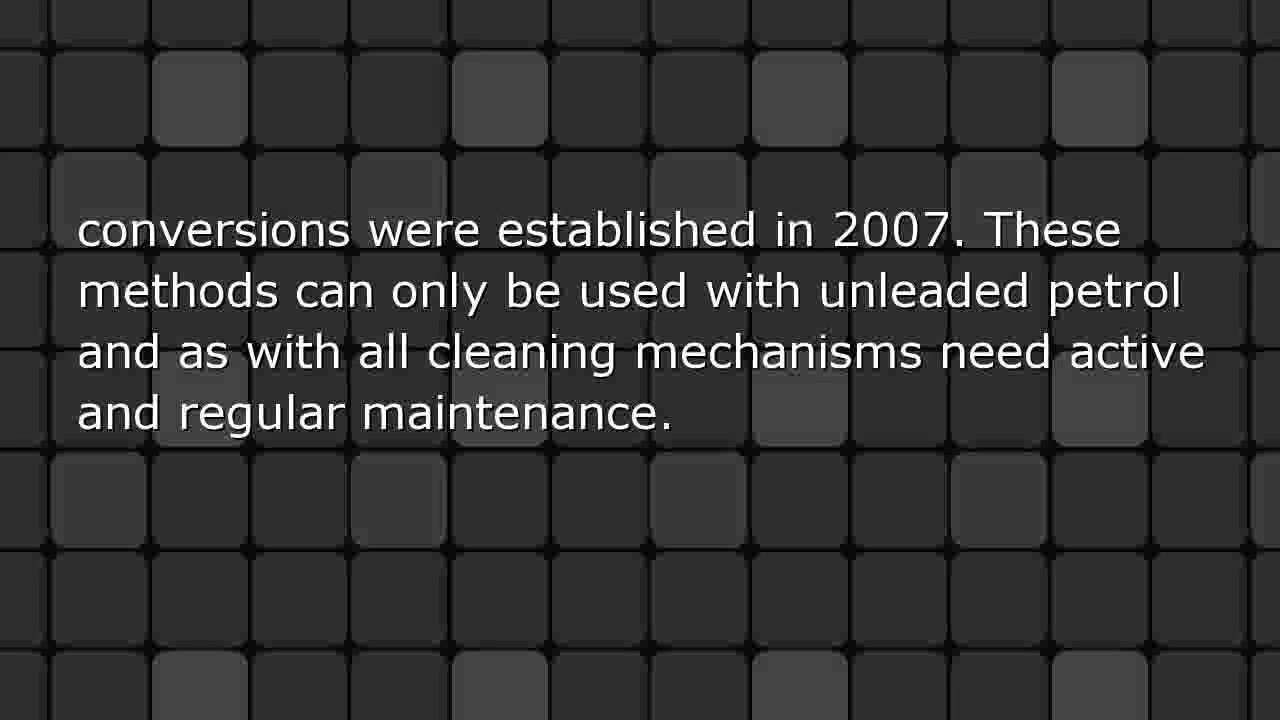 conversions were established in 2007. These
methods can only be used with unleaded petrol
and as with all cleaning mechanisms need active
and regular maintenance.